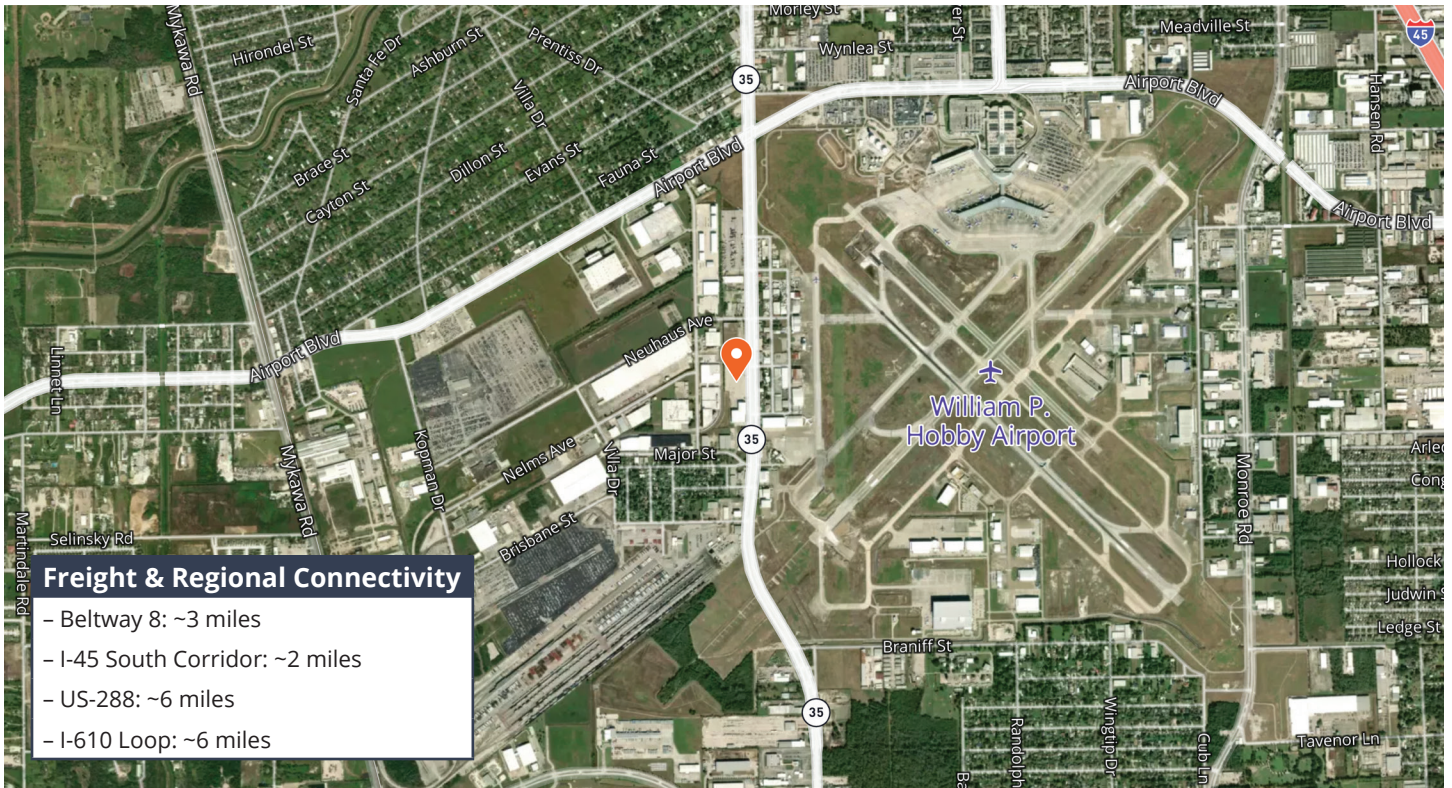 Morley St
Meadville St
45
Wynlea St
Hirondel St
Santa Fe Dr
Ashburn St
Prentiss Dr
Mykawa Rd
35
Airport Blvd
Hansen Rd
Villa Dr
Brace St
Dillon St
Evans St
Fauna St
Airport Blvd
Cayton St
Airport Blvd
Neuhaus Ave
Airport Blvd
Linnet Ln
William P.
Hobby Airport
35
Kopman Dr
Nelms Ave
Villa Dr
Major St
Mykawa Rd
Monroe Rd
Martindale Rd
Selinsky Rd
Brisbane St
Hollock
Judwin S
Ledge St
Braniff St
Freight & Regional Connectivity
– Beltway 8: ~3 miles
– I-45 South Corridor: ~2 miles
– US-288: ~6 miles
– I-610 Loop: ~6 miles
35
Randolph
Wingtip Dr
Cub Ln
Tavenor Ln